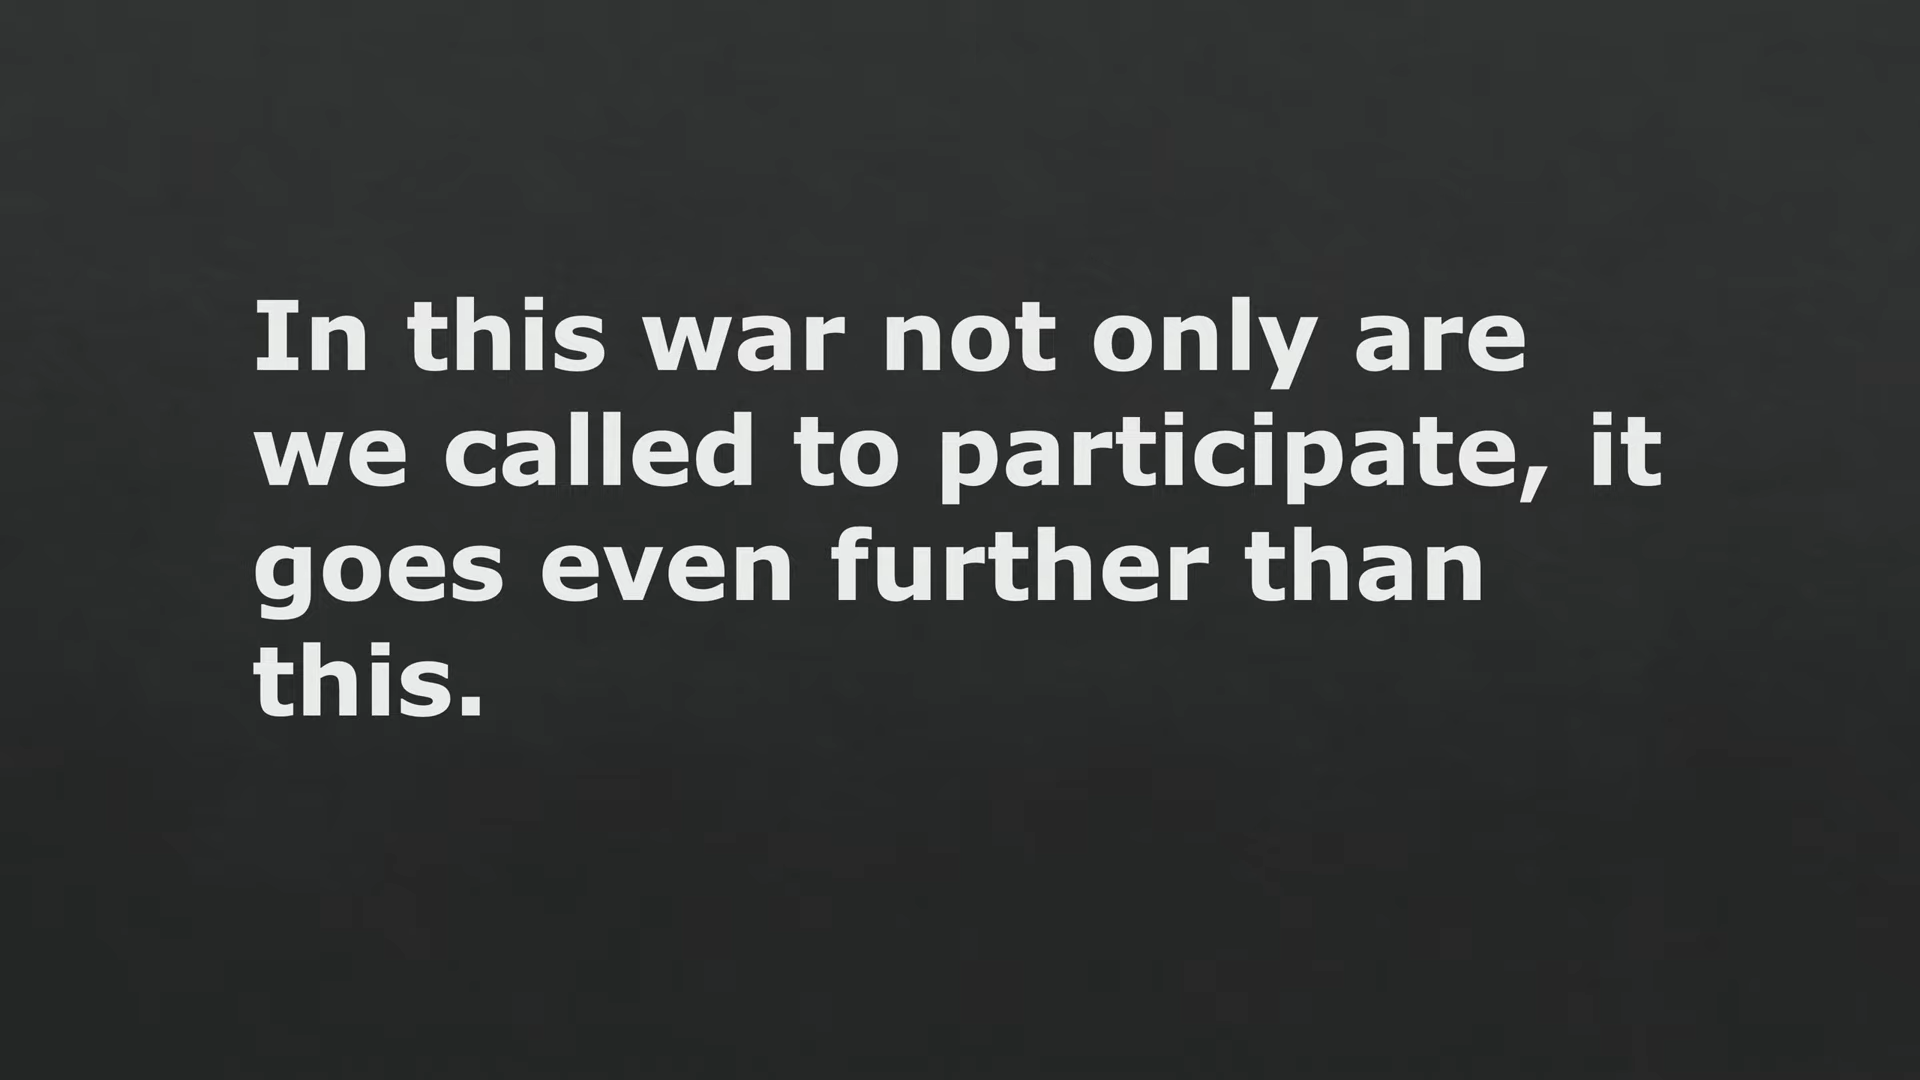 In this war not only are
we called to participate, it
goes even further than
this.